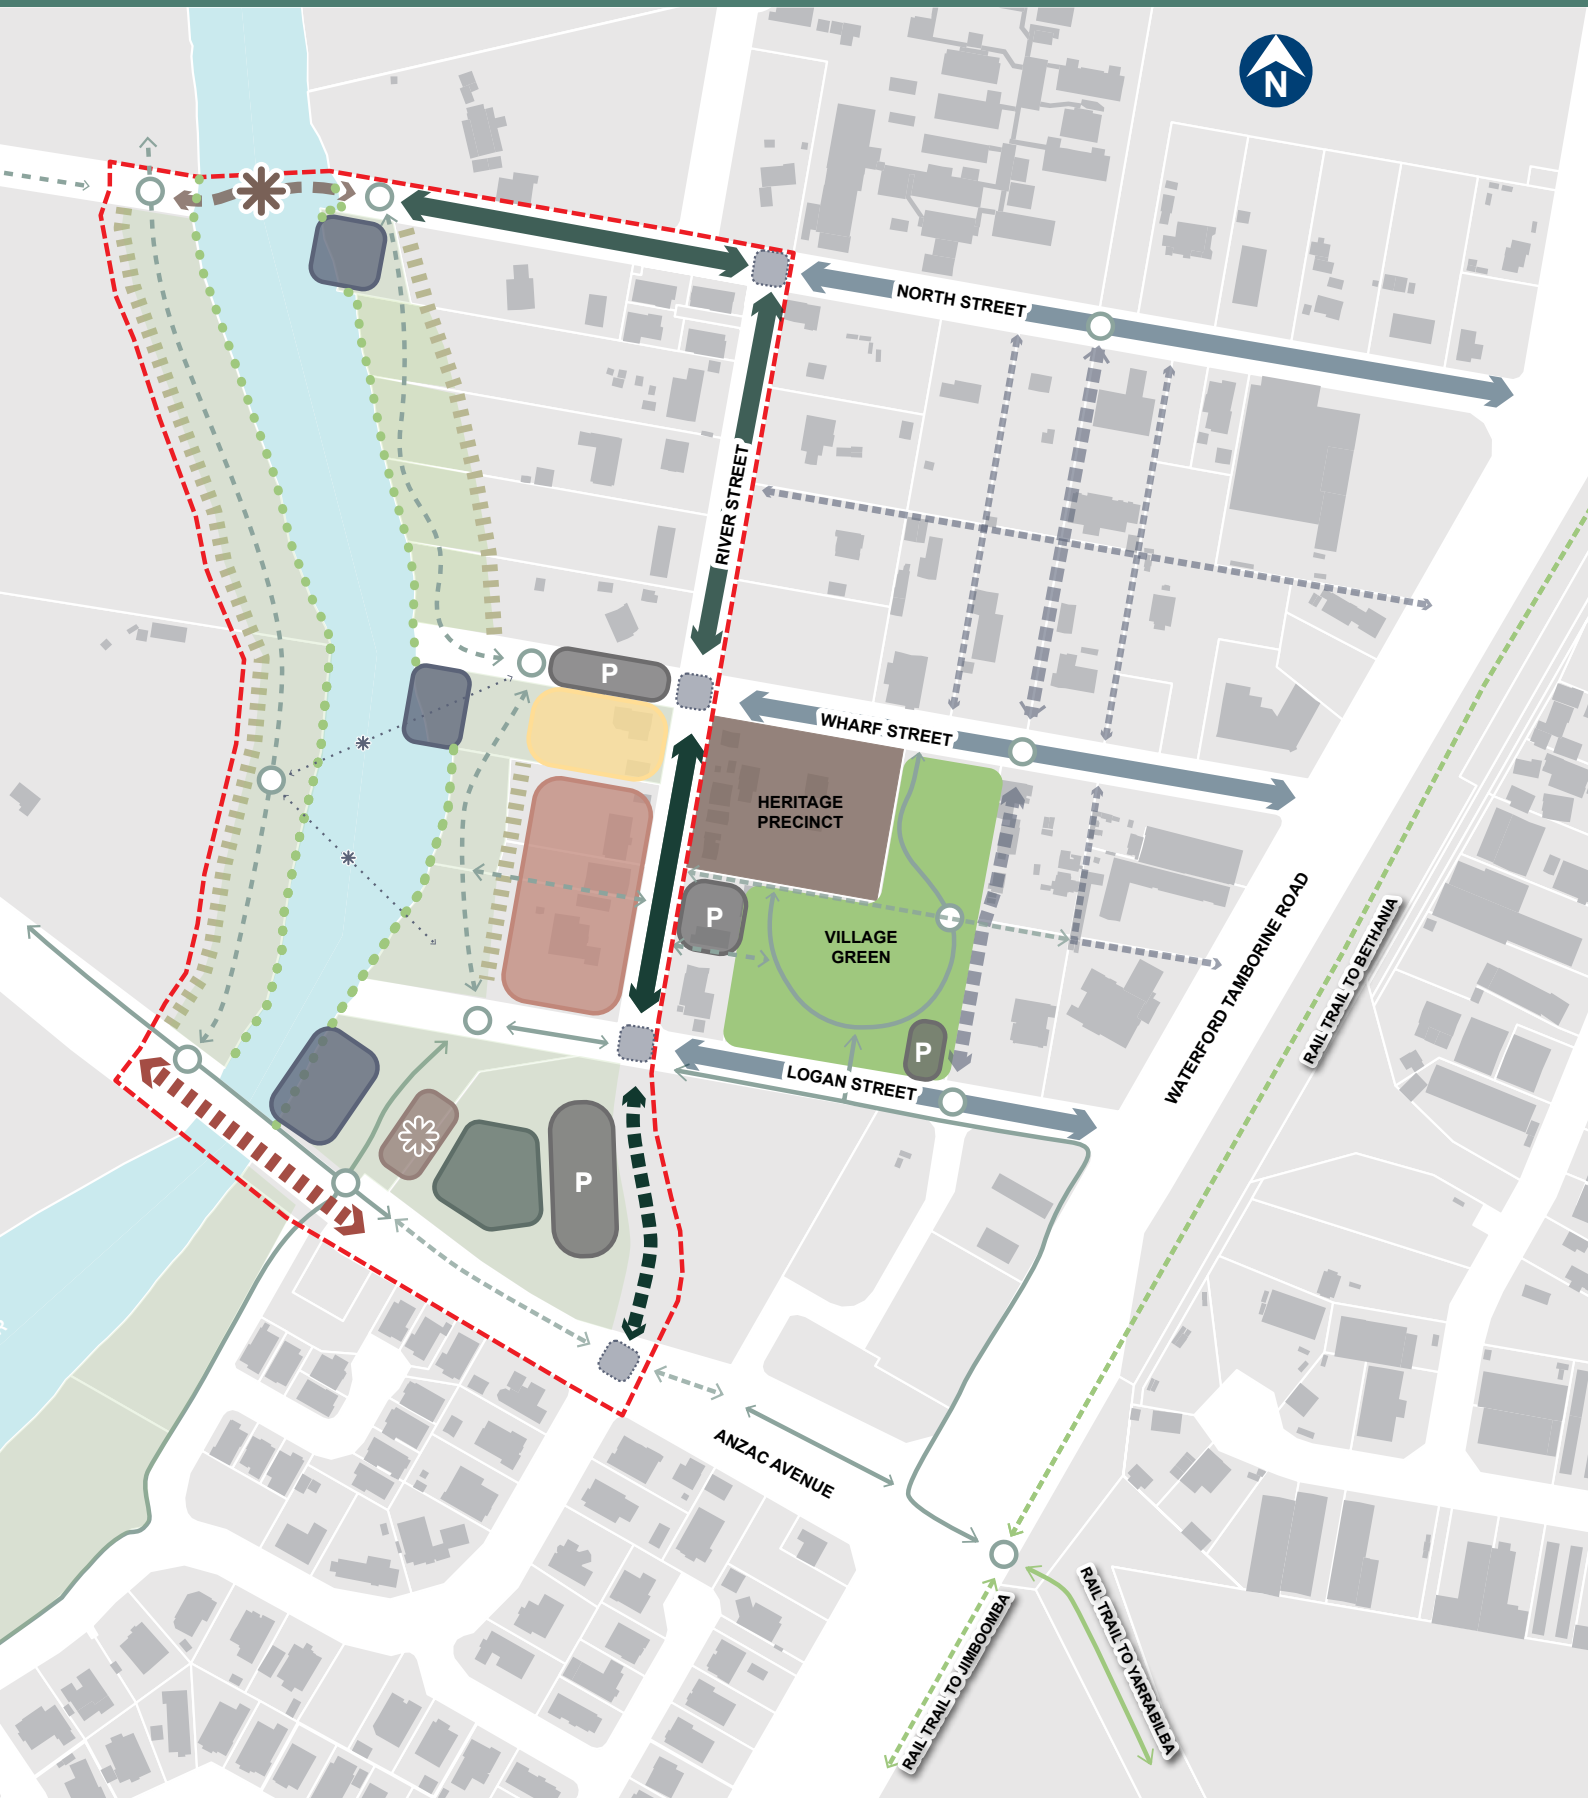 N
NORTH STREET
RIVER STREET
P
WHARF STREET
HERITAGE
PRECINCT
P
VILLAGE
GREEN
WATERFORD TAMBORINE ROAD
RAIL TRAIL TO BETHANIA
P
LOGAN STREET
P
ANZAC AVENUE
RAIL TRAIL TO JIMBOOMBA
RAIL TRAIL TO YARRABILBA